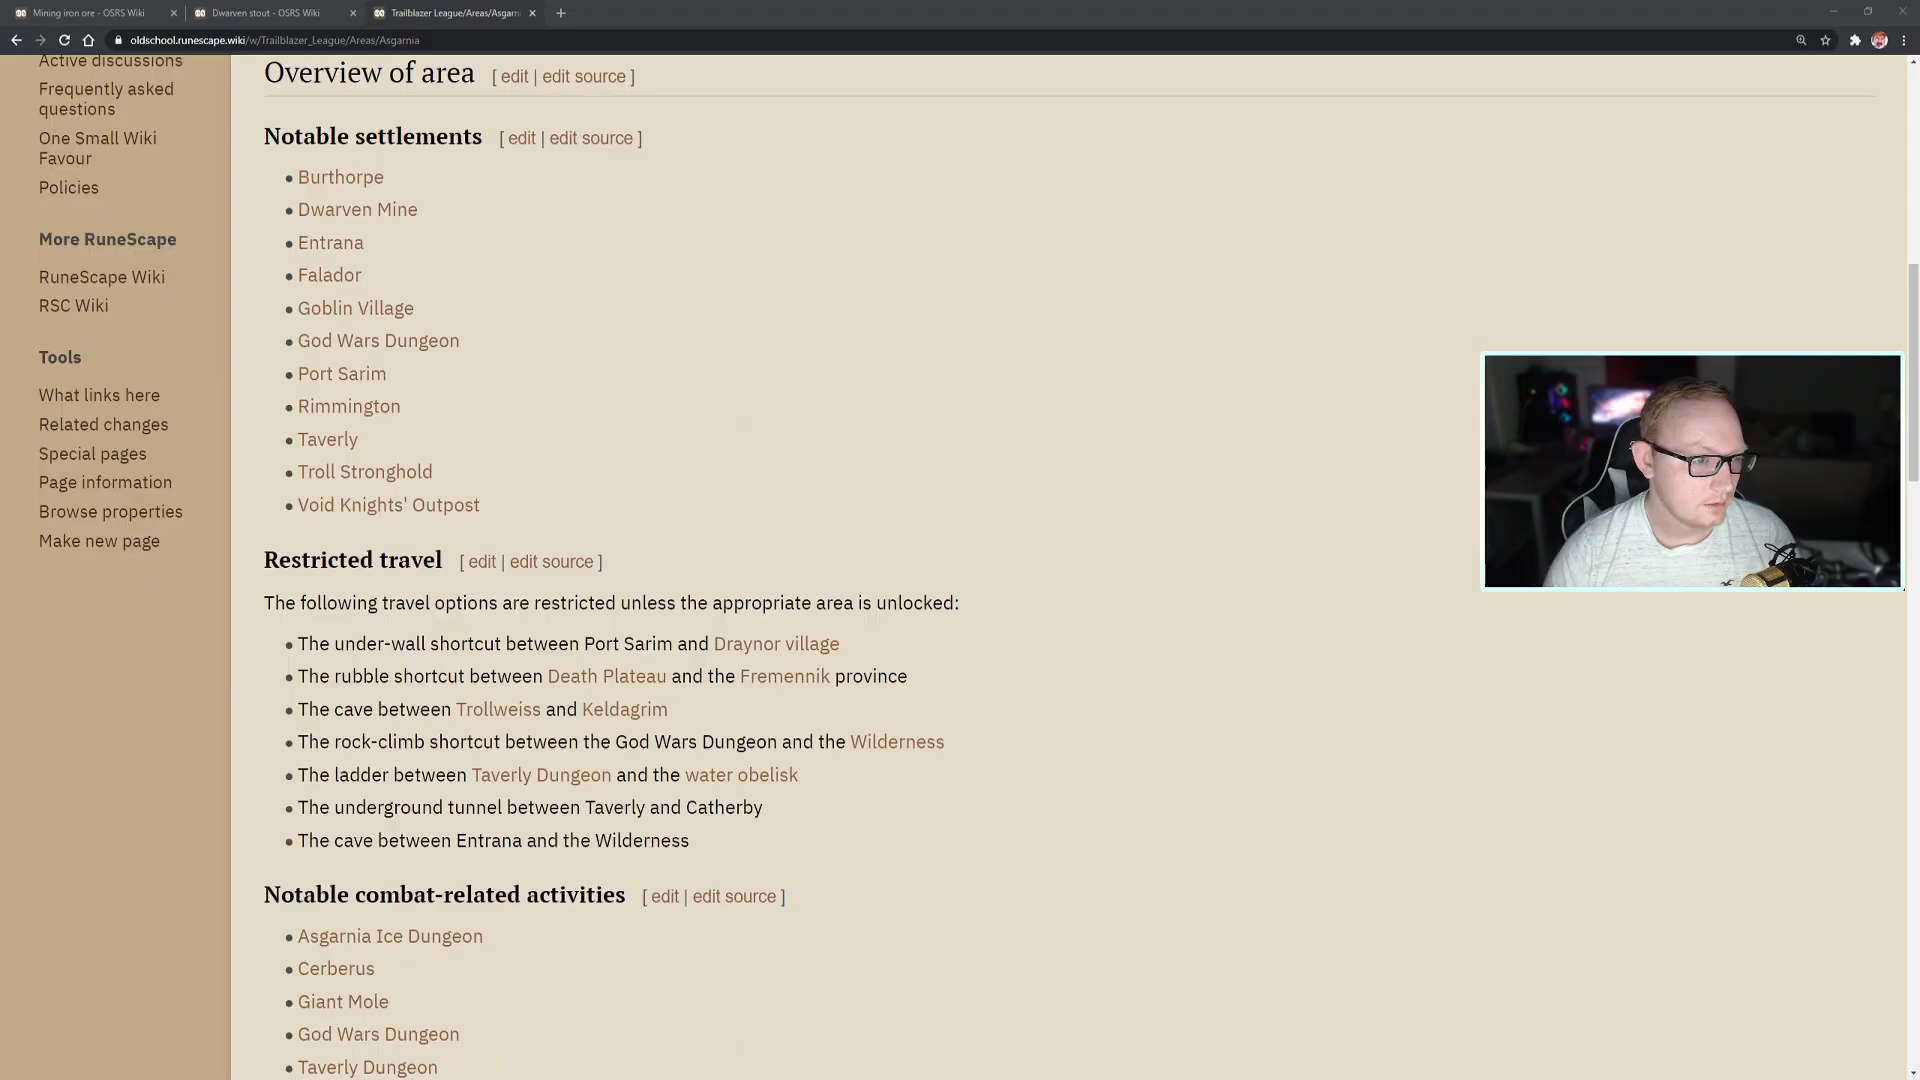 Mining iron ore - OSRS Wiki
Dwarven stout - OSRS Wiki
Trailblazer League/Areas/Asgarni
oldschool.runescape.wiki/w/Trailblazer_League/Areas/Asgarnia
Active discussions
Frequently asked
questions
One Small Wiki
Favour
Policies
More RuneScape
RuneScape Wiki
RSC Wiki
Tools
What links here
Related changes
Special pages
Page information
Browse properties
Make new page
Overview of area [ edit | edit source ]
Notable settlements [ edit | edit source ]
Burthorpe
Dwarven Mine
Entrana
Falador
Goblin Village
God Wars Dungeon
Port Sarim
Rimmington
Taverly
Troll Stronghold
Void Knights' Outpost
Restricted travel [ edit | edit source ]
The following travel options are restricted unless the appropriate area is unlocked:
The under-wall shortcut between Port Sarim and Draynor village
The rubble shortcut between Death Plateau and the Fremennik province
The cave between Trollweiss and Keldagrim
The rock-climb shortcut between the God Wars Dungeon and the Wilderness
The ladder between Taverly Dungeon and the water obelisk
The underground tunnel between Taverly and Catherby
The cave between Entrana and the Wilderness
Notable combat-related activities [ edit | edit source ]
Asgarnia Ice Dungeon
Cerberus
Giant Mole
God Wars Dungeon
Taverly Dungeon